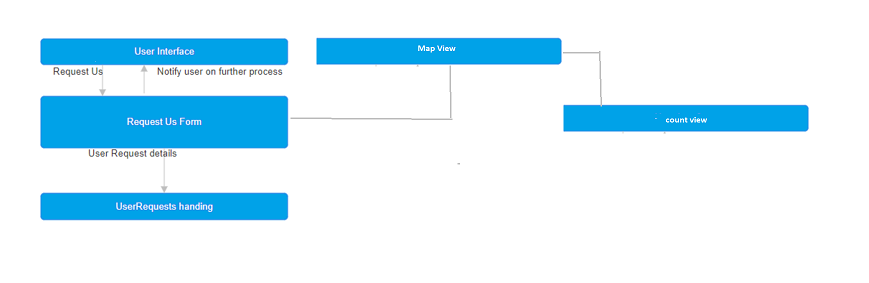 User Interface
Map View
Request Us
Notify user on further process
Request Us Form
count view
User Request details
UserRequests handing